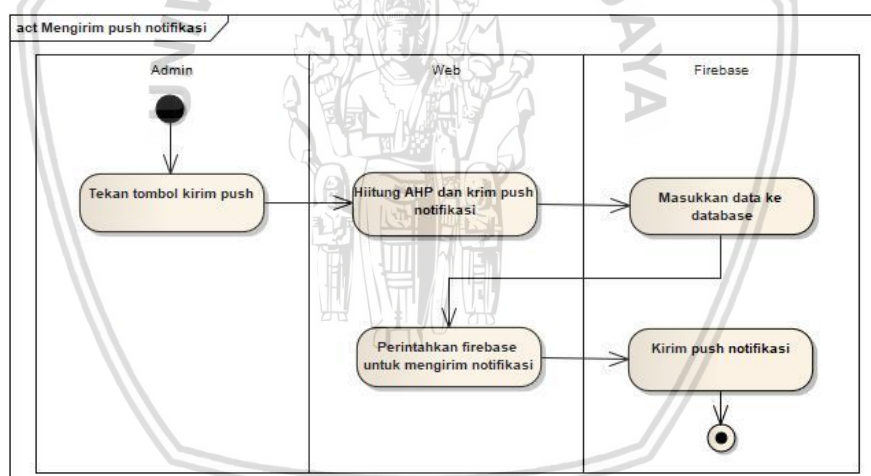 act Mengirim push notifikasi
Admin
Web
Firebase
Tekan tombol kirim push
Hiitung AHP dan krim push
notifikasi
Masukkan data ke
database
Perintahkan firebase
untuk mengirim notifikasi
Kirim push notifikasi